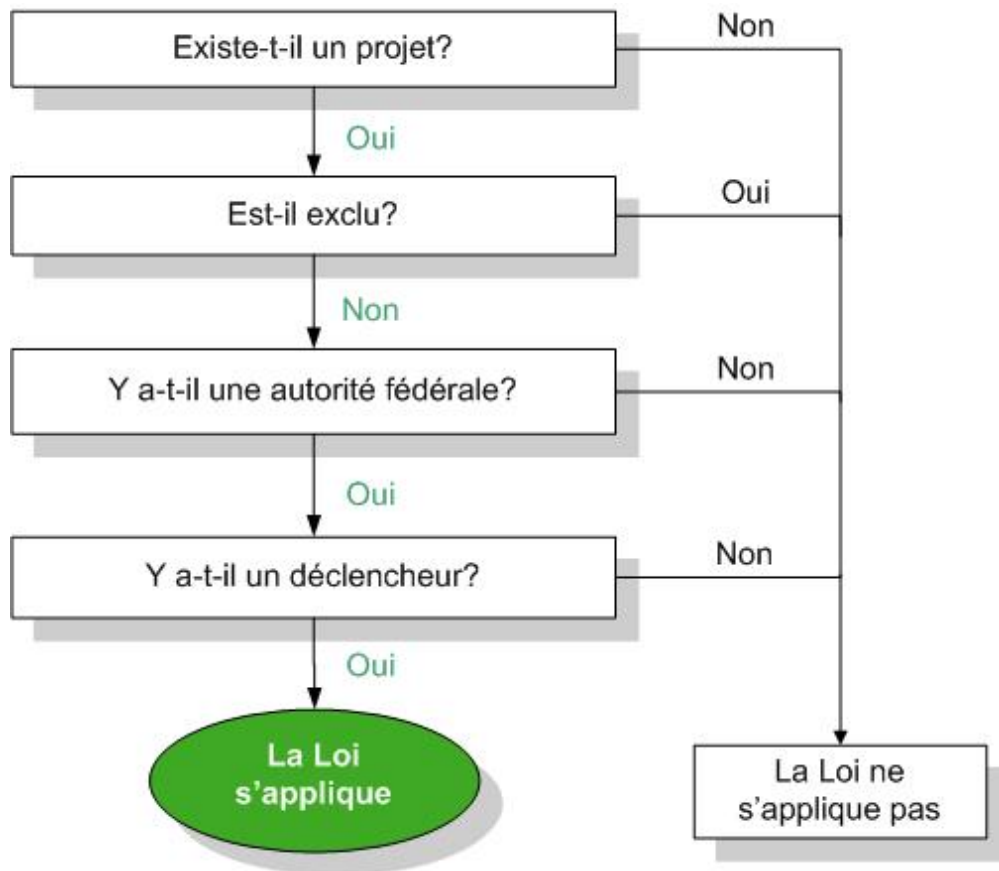 Existe-t-il un projet?
Non
Oui
Est-il exclu?
Oui
Non
Y a-t-il une autorité fédérale?
Non
Oui
Y a-t-il un déclencheur?
Non
Oui
La Loi
s’applique
La Loi ne
s’applique pas